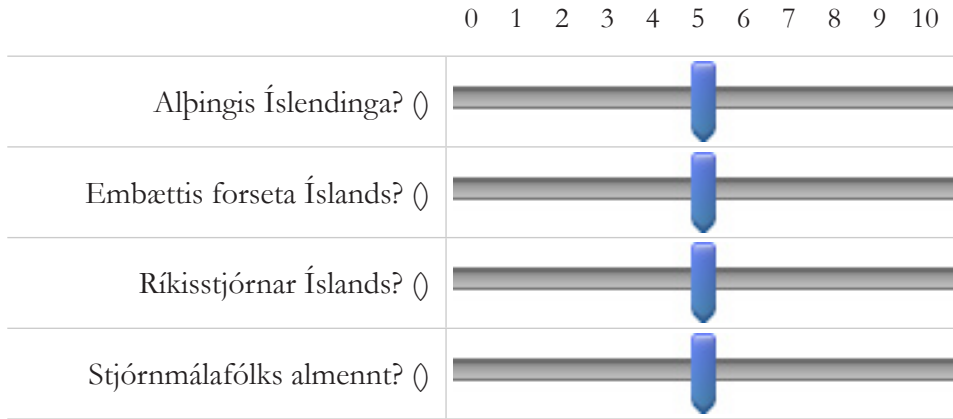 0 1 2 3 4 5 6 7 8 9 10
Alþingis Íslendinga? ()
Embættis forseta Íslands? ()
Ríkisstjórnar Íslands? ()
Stjórnmálafólks almennt? ()